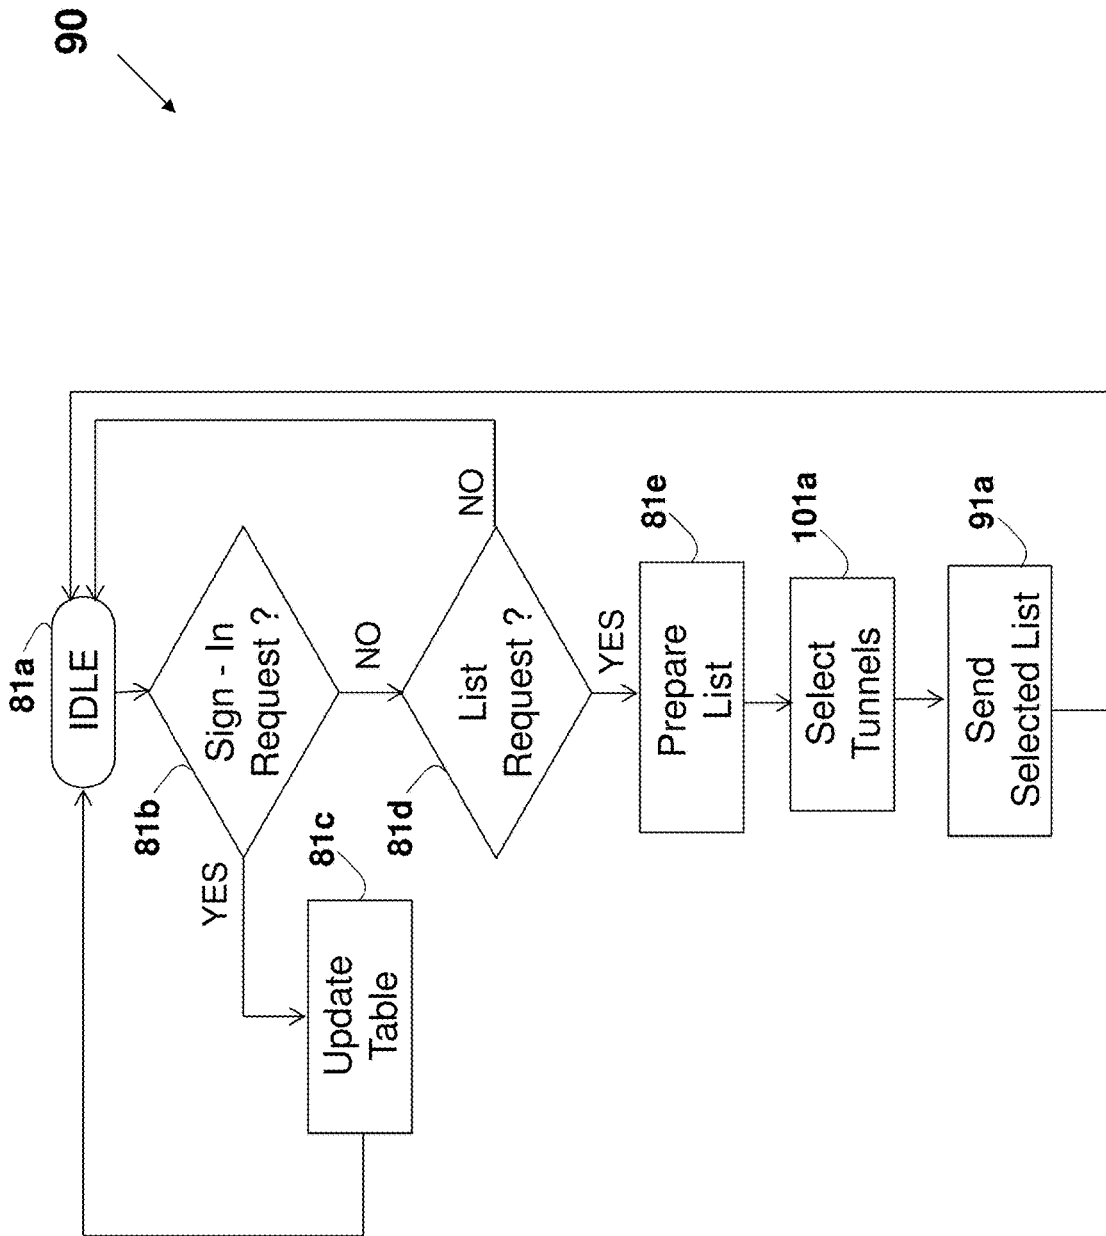 90
81a
IDLE
81b
Sign - In
Request ?
YES
NO
81c
Update
Table
81d
List
Request ?
NO
YES
81e
Prepare
List
101a
Select
Tunnels
91a
Send
Selected List